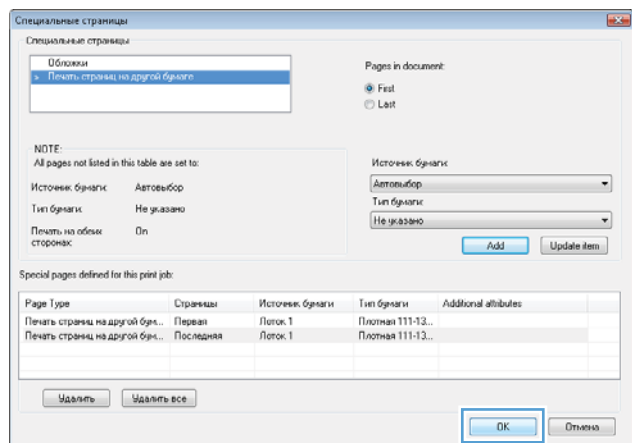 Специальные страницы
Специальные страницы
Обложки
Печать страниц на другой бумаге
Pages in document:
First
Last
NOTE:
All pages not listed in this table are set to:
Источник бумаги: Автовыбор
Тип бумаги: Не указано
Печать на обеих сторонах: On
Источник бумаги:
Автовыбор
Тип бумаги:
Не указано
Add Update item
Special pages defined for this print job:
Page Type Страницы Источник бумаги Тип бумаги Additional attributes
Печать страниц на другой бум... Первая Лоток 1 Плотная 111-13...
Печать страниц на другой бум... Последняя Лоток 1 Плотная 111-13...
Удалить Удалить все
OK Отмена